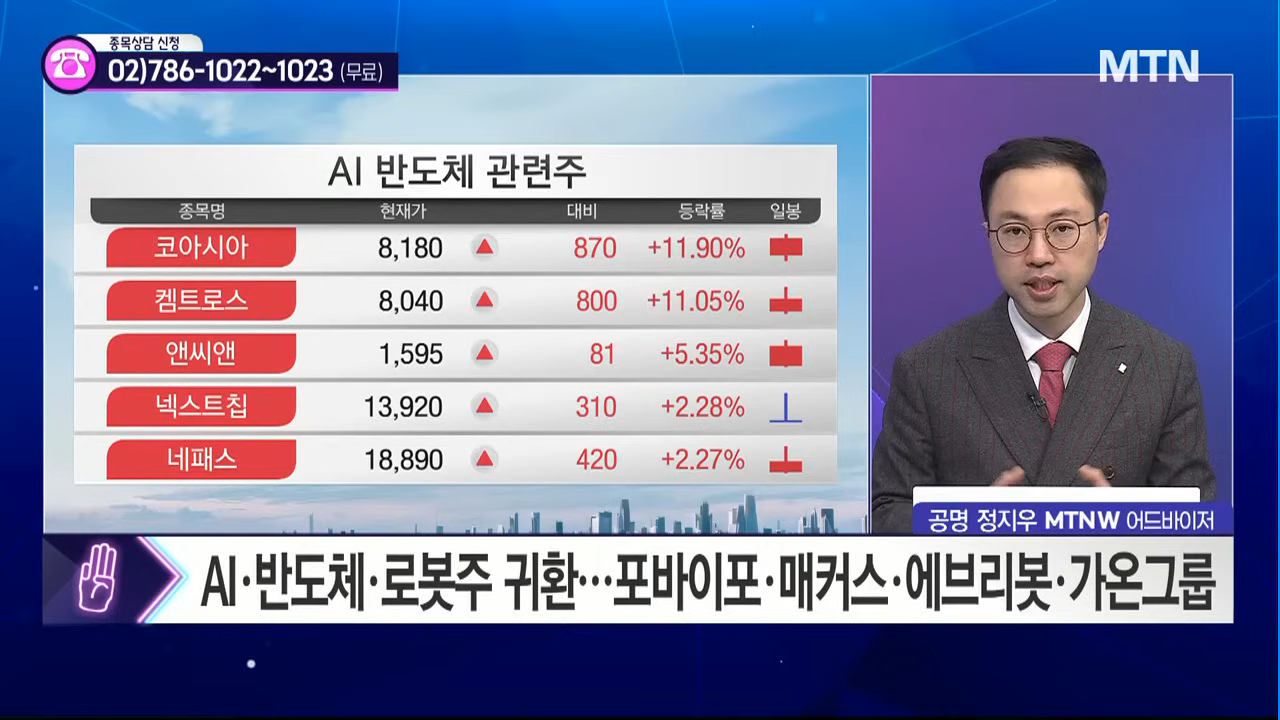 종목상담 신청
02)786-1022~1023 (무료)
MTN
AI 반도체 관련주
종목명 현재가 대비 등락률 일봉
코아시아 8,180 ▲ 870 +11.90%
켐트로스 8,040 ▲ 800 +11.05%
앤씨앤 1,595 ▲ 81 +5.35%
넥스트칩 13,920 ▲ 310 +2.28%
네패스 18,890 ▲ 420 +2.27%
공명 정지우 MTNW 어드바이저
AI·반도체·로봇주 귀환…포바이포·매커스·에브리봇·가온그룹